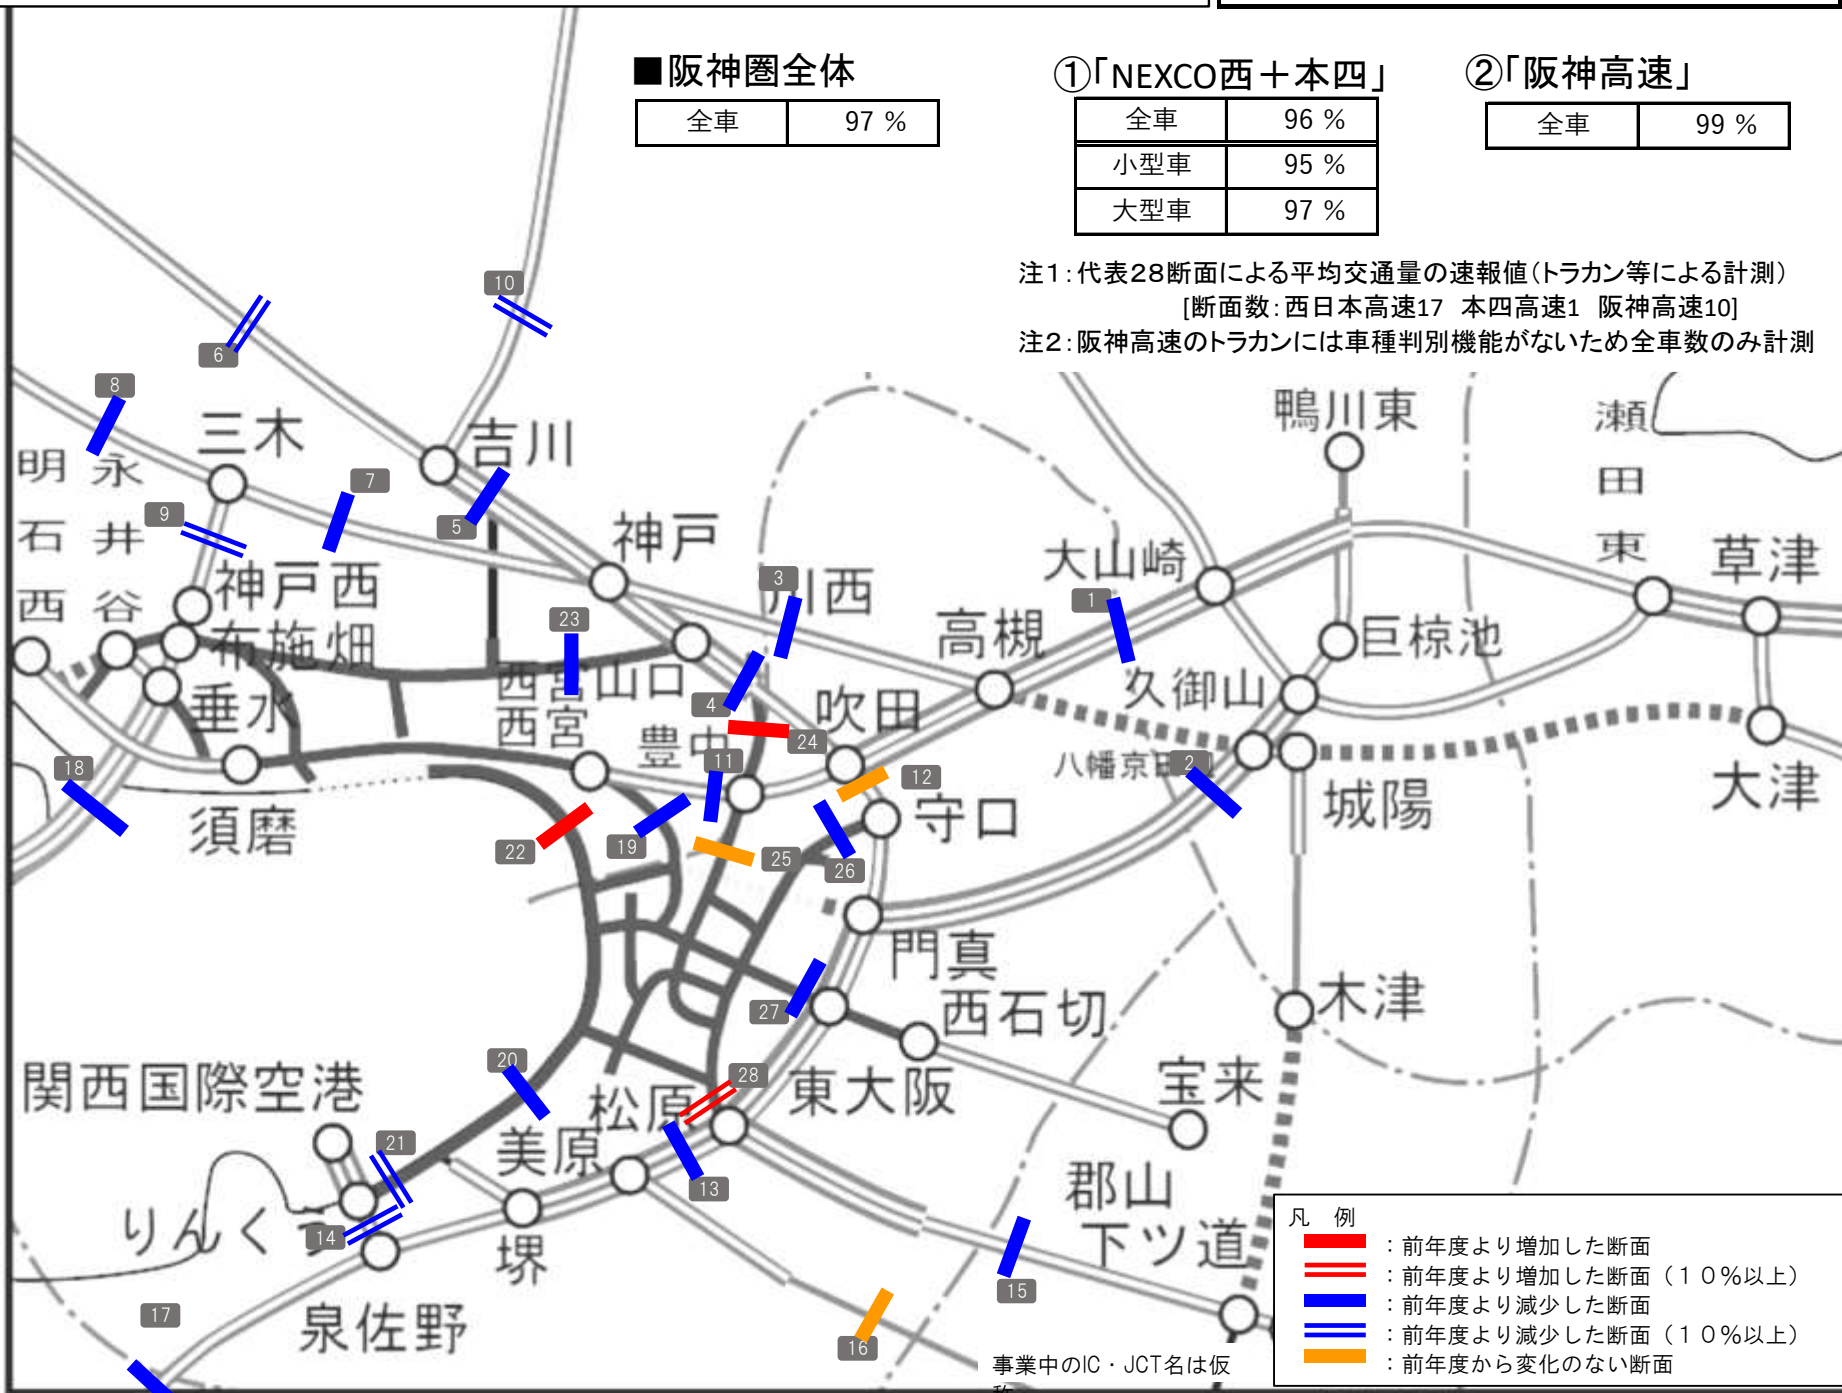 ■阪神圏全体
全車 97 %
①「NEXCO西＋本四」
全車 96 %
小型車 95 %
大型車 97 %
②「阪神高速」
全車 99 %
注1：代表28断面による平均交通量の速報値（トラカン等による計測）
[断面数：西日本高速17 本四高速1 阪神高速10]
注2：阪神高速のトラカンには車種判別機能がないため全車数のみ計測
10
6
8
三木
吉川
鴨川東
瀬田東
明石西
永井谷
7
9
5
神戸
大山崎
草津
神戸西
布施畑
23
3
川西
1
高槻
巨椋池
西宮山口
久御山
垂水
4
吹田
西宮
豊中
24
11
12
18
八幡京田
2
城陽
大津
須磨
守口
22
19
25
26
門真
27
西石切
木津
20
関西国際空港
28
松原
東大阪
宝来
21
美原
13
郡山
りんくう
14
堺
下ツ道
15
17
泉佐野
16
事業中のIC・JCT名は仮
称
凡 例
：前年度より増加した断面
：前年度より増加した断面（１０％以上）
：前年度より減少した断面
：前年度より減少した断面（１０％以上）
：前年度から変化のない断面